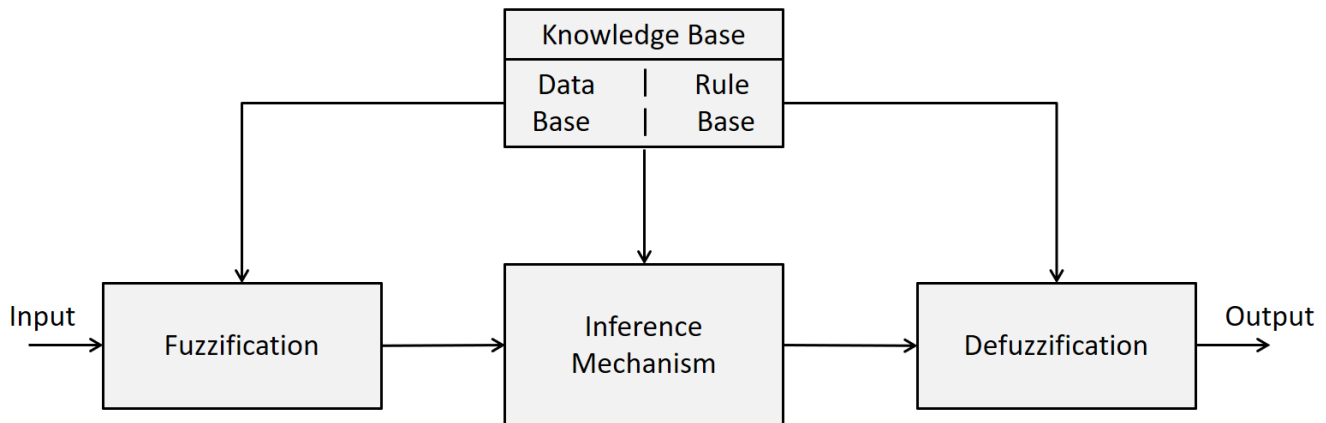 Knowledge Base
Data | Rule
Base | Base
Input
Fuzzification
Inference
Mechanism
Defuzzification
Output